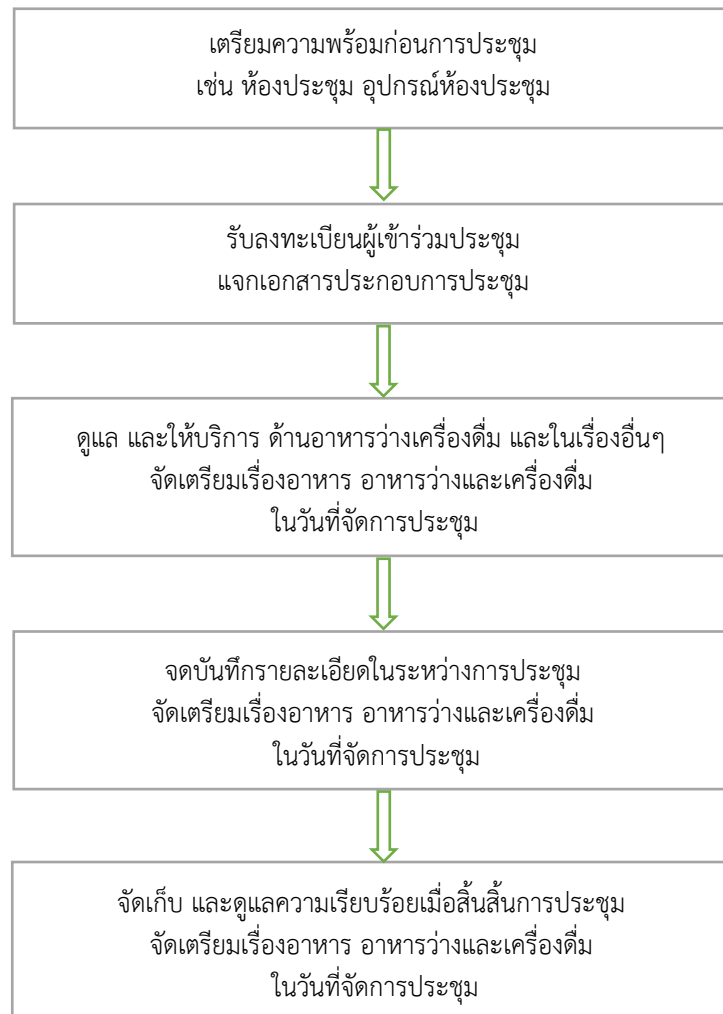 เตรียมความพร้อมก่อนการประชุม
เช่น ห้องประชุม อุปกรณ์ห้องประชุม
รับลงทะเบียนผู้เข้าร่วมประชุม
แจกเอกสารประกอบการประชุม
ดูแล และให้บริการ ด้านอาหารว่างเครื่องดื่ม และในเรื่องอื่นๆ
จัดเตรียมเรื่องอาหาร อาหารว่างและเครื่องดื่ม
ในวันที่จัดการประชุม
จดบันทึกรายละเอียดในระหว่างการประชุม
จัดเตรียมเรื่องอาหาร อาหารว่างและเครื่องดื่ม
ในวันที่จัดการประชุม
จัดเก็บ และดูแลความเรียบร้อยเมื่อสิ้นสิ้นการประชุม
จัดเตรียมเรื่องอาหาร อาหารว่างและเครื่องดื่ม
ในวันที่จัดการประชุม